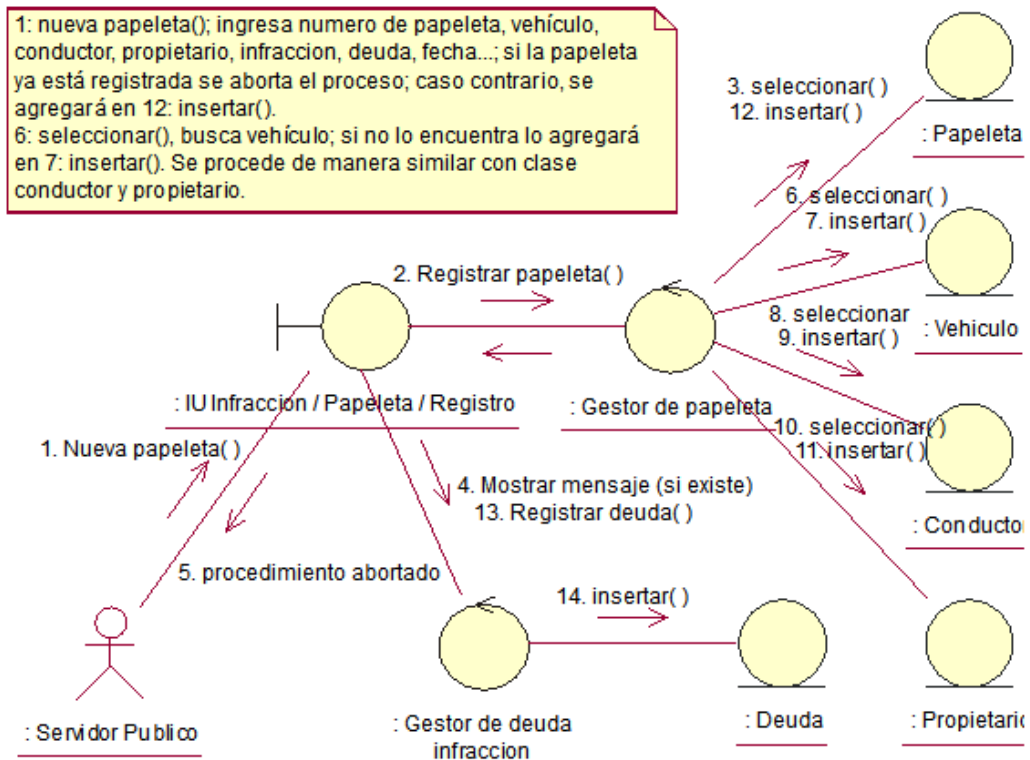 1: nueva papeleta(); ingresa numero de papeleta, vehículo,
conductor, propietario, infraccion, deuda, fecha...; si la papeleta
ya está registrada se aborta el proceso; caso contrario, se
agregará en 12: insertar().
6: seleccionar(), busca vehículo; si no lo encuentra lo agregará
en 7: insertar(). Se procede de manera similar con clase
conductor y propietario.
3. seleccionar( )
12. insertar( )
: Papeleta
6. seleccionar( )
7. insertar( )
2. Registrar papeleta( )
8. seleccionar
9. insertar( )
: Vehiculo
: IU Infraccion / Papeleta / Registro
: Gestor de papeleta
10. seleccionar( )
11. insertar( )
1. Nueva papeleta( )
4. Mostrar mensaje (si existe)
13. Registrar deuda( )
: Conductor
5. procedimiento abortado
14. insertar( )
: Servidor Publico
: Gestor de deuda
infraccion
: Deuda
: Propietario